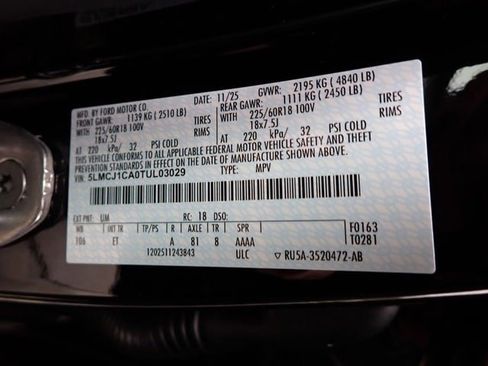 MFD. BY FORD MOTOR CO. DATE: 11/25 GVWR: 2195 KG ( 4840 LB)
FRONT GAWR: 1139 KG ( 2510 LB) REAR GAWR: 1111 KG ( 2450 LB)
WITH 225/60R18 100V TIRES WITH 225/60R18 100V TIRES
18x7.5J RIMS 18x7.5J RIMS
AT 220 kPa/ 32 PSI COLD AT 220 kPa/ 32 PSI COLD
THIS VEHICLE CONFORMS TO ALL APPLICABLE FEDERAL MOTOR VEHICLE SAFETY AND THEFT
PREVENTION STANDARDS IN EFFECT ON THE DATE OF MANUFACTURE SHOWN ABOVE.
VIN: 5LMCJ1CA0TUL03029 TYPE: MPV
EXT PNT: UM RC: 18 DSO: F0163
WB TP/PS R AXLE TR SPR T0281
106 ET A 81 8 AAAA
1202511243843 ULC RU5A-3520472-AB